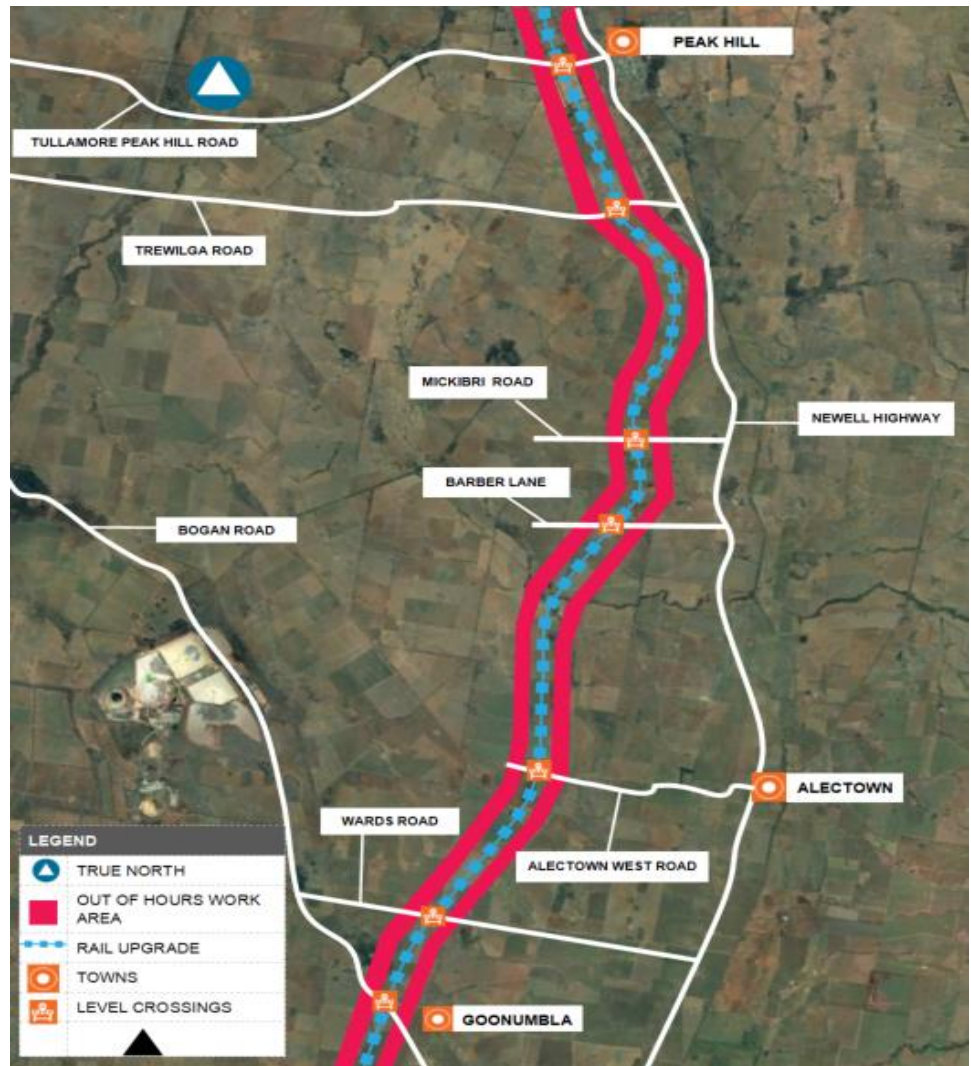 PEAK HILL
TULLAMORE PEAK HILL ROAD
TREWILGA ROAD
MICKIBRI ROAD
NEWELL HIGHWAY
BARBER LANE
BOGAN ROAD
ALECTOWN
WARDS ROAD
ALECTOWN WEST ROAD
LEGEND
TRUE NORTH
OUT OF HOURS WORK
AREA
RAIL UPGRADE
TOWNS
LEVEL CROSSINGS
GOONUMBLA